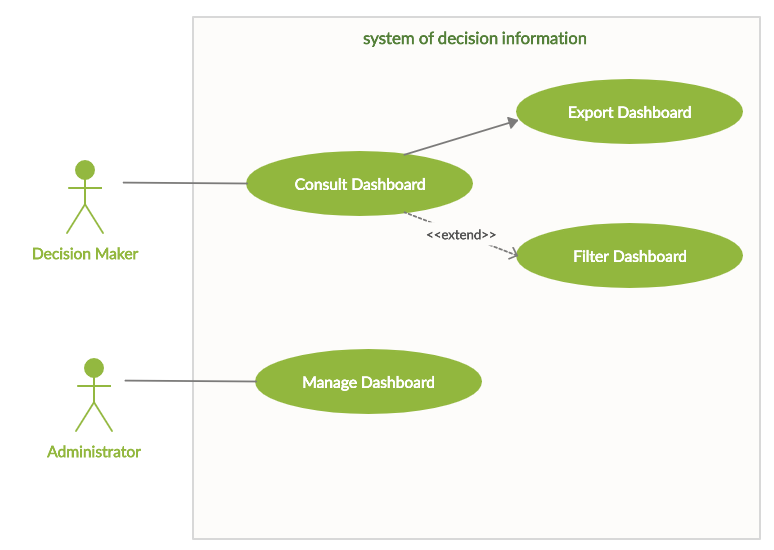 system of decision information
Export Dashboard
Consult Dashboard
<<extend>>
Decision Maker
Filter Dashboard
Manage Dashboard
Administrator